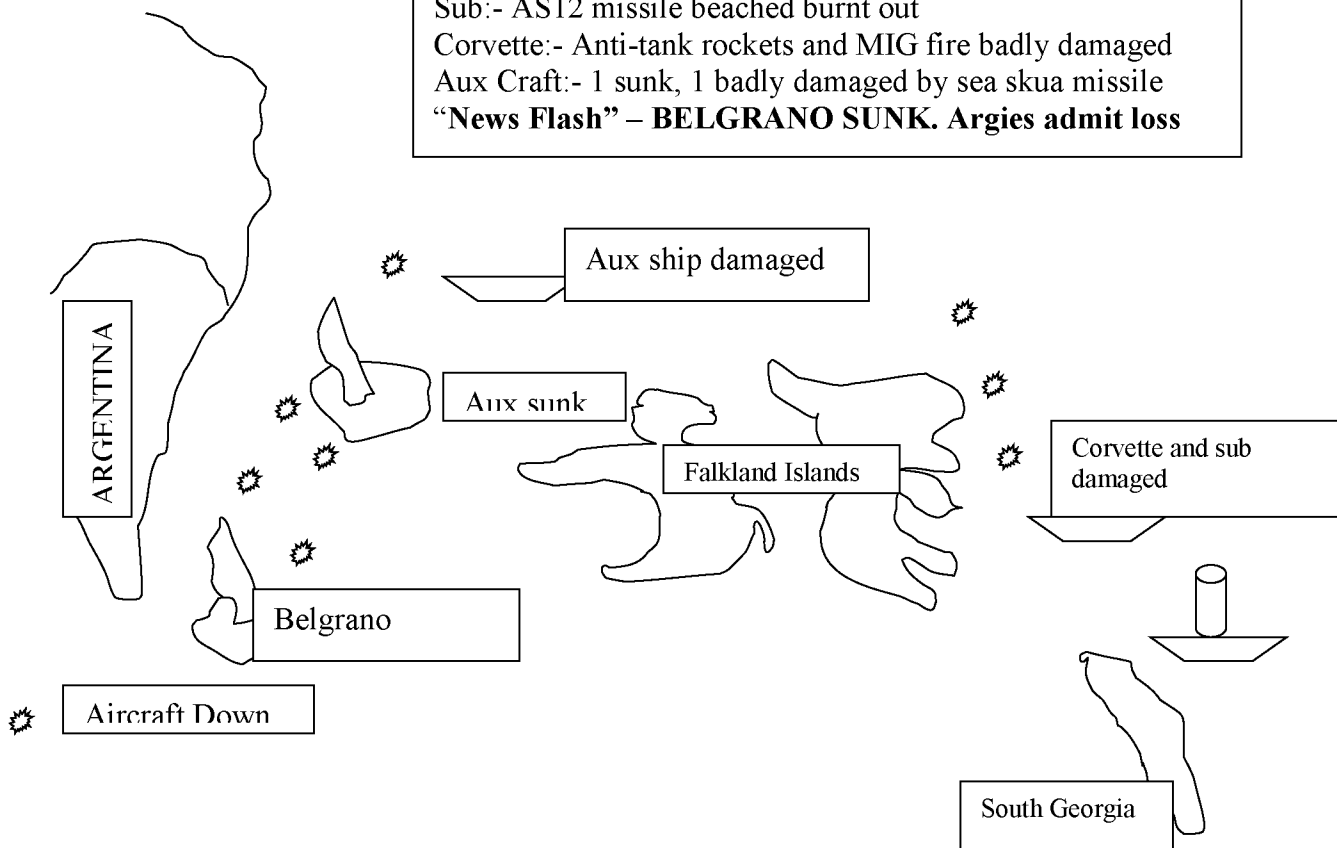 Sub:- AS12 missile beached burnt out
Corvette:- Anti-tank rockets and MIG fire badly damaged
Aux Craft:- 1 sunk, 1 badly damaged by sea skua missile
“News Flash” – BELGRANO SUNK. Argies admit loss
Aux ship damaged
ARGENTINA
Aux sunk
Falkland Islands
Corvette and sub
damaged
Belgrano
Aircraft Down
South Georgia